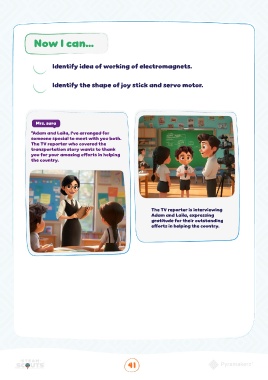 Now I can...
Identify idea of working of electromagnets.
Identify the shape of joy stick and servo motor.
Mrs. sara
"Adam and Laila, I've arranged for
someone special to meet with you both.
The TV reporter who covered the
transportation story wants to thank
you for your amazing efforts in helping
the country.
The TV reporter is interviewing
Adam and Laila, expressing
gratitude for their outstanding
efforts in helping the country.
41